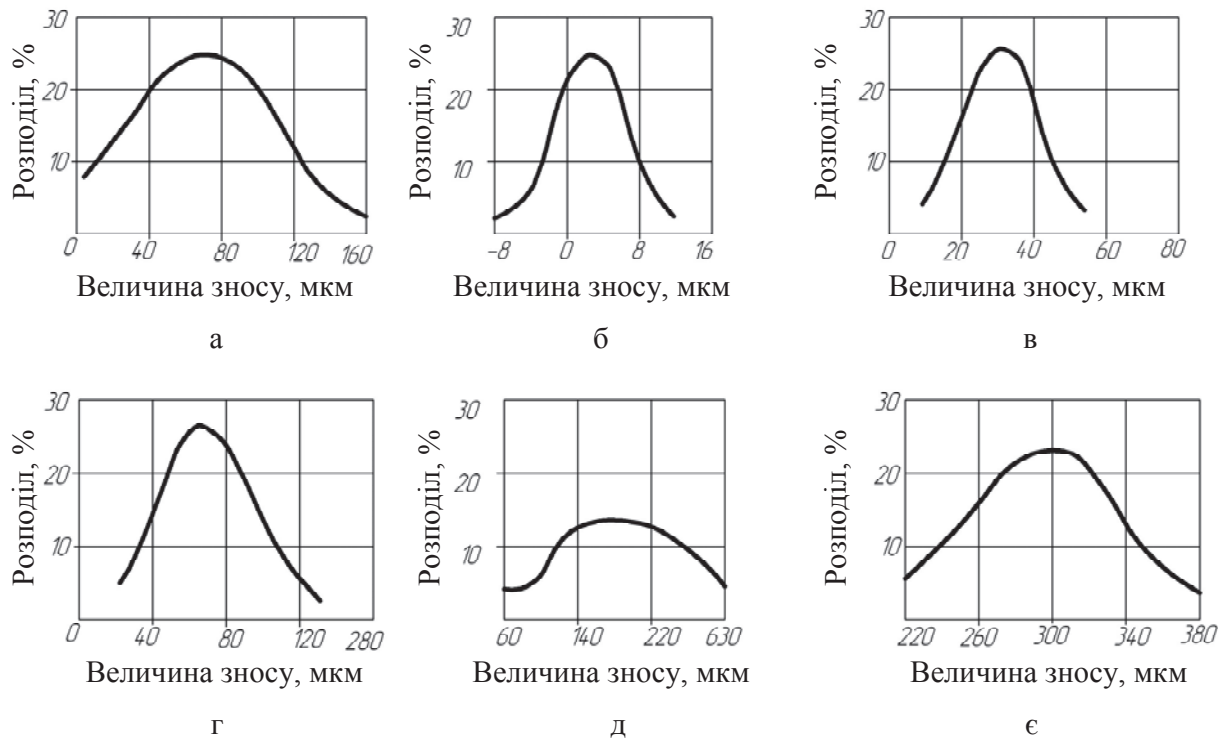 30
20
10
0 40 80 120 160
Розподіл, %
Величина зносу, мкм
а
30
20
10
-8 0 8 16
Розподіл, %
Величина зносу, мкм
б
30
20
10
0 20 40 60 80
Розподіл, %
Величина зносу, мкм
в
30
20
10
0 40 80 120 280
Розподіл, %
Величина зносу, мкм
г
30
20
10
60 140 220 630
Розподіл, %
Величина зносу, мкм
д
30
20
10
220 260 300 340 380
Розподіл, %
Величина зносу, мкм
є